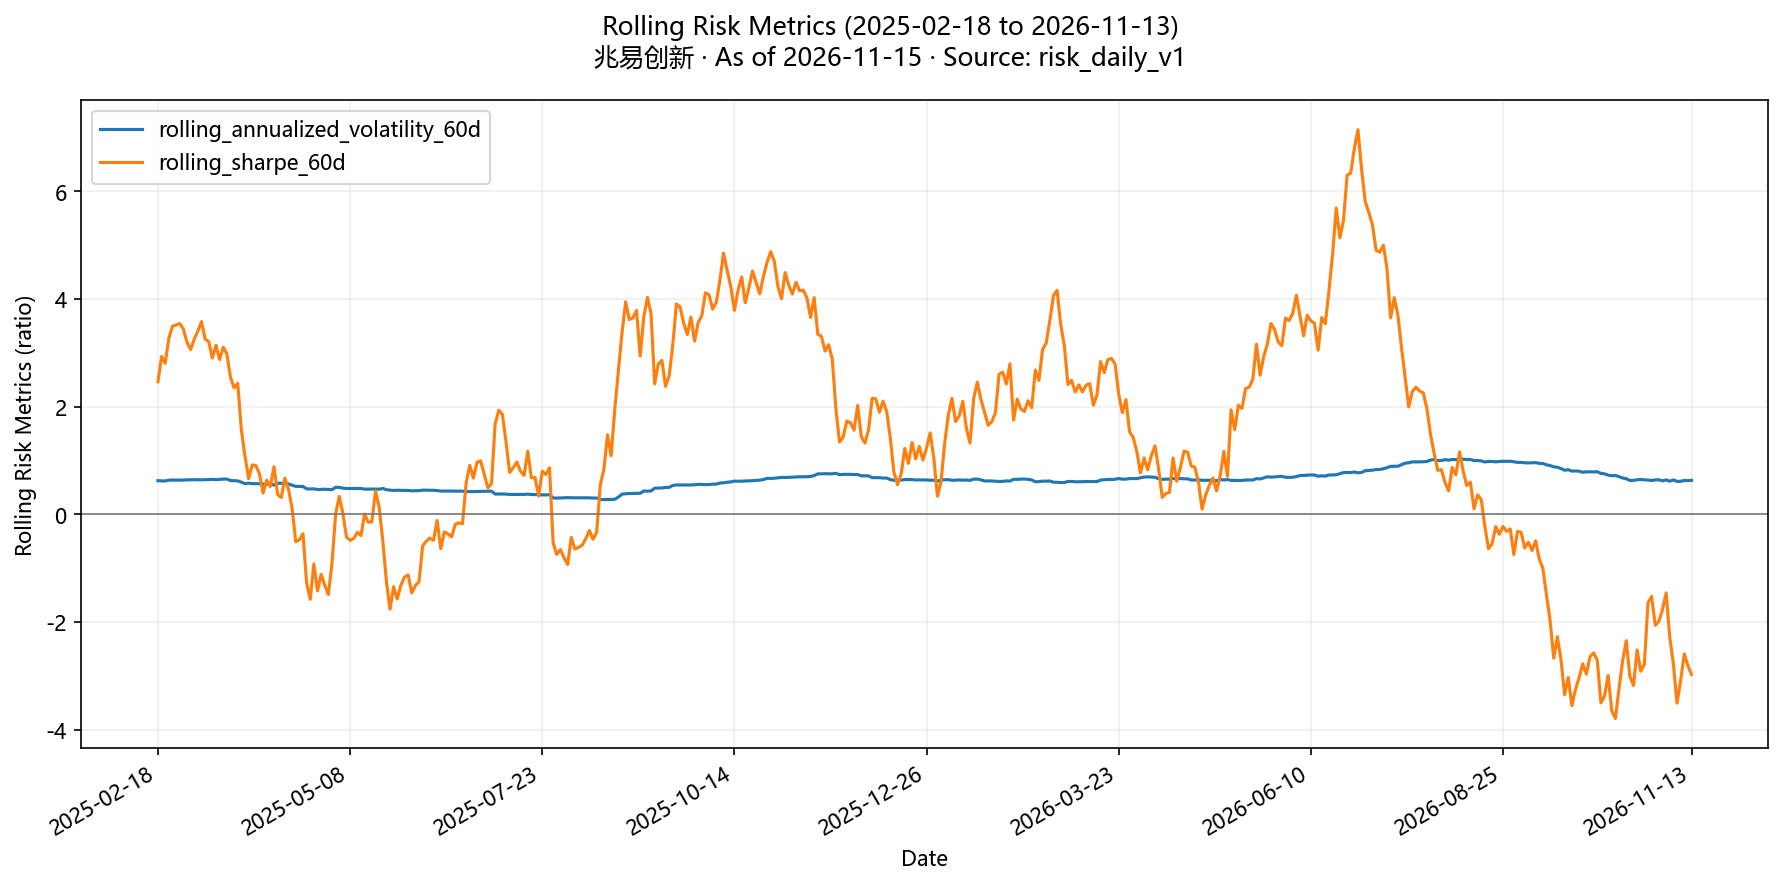 Rolling Risk Metrics (2025-02-18 to 2026-11-13)
兆易创新 · As of 2026-11-15 · Source: risk_daily_v1
rolling_annualized_volatility_60d
rolling_sharpe_60d
Rolling Risk Metrics (ratio)
6
4
2
0
-2
-4
2025-02-18
2025-05-08
2025-07-23
2025-10-14
2025-12-26
2026-03-23
2026-06-10
2026-08-25
2026-11-13
Date